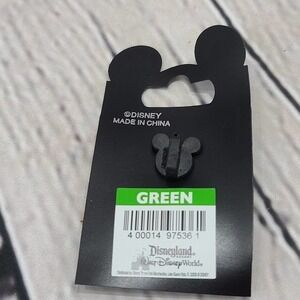 ©DISNEY
MADE IN CHINA
GREEN
4 00014 97536 1
Disneyland
Walt Disney World